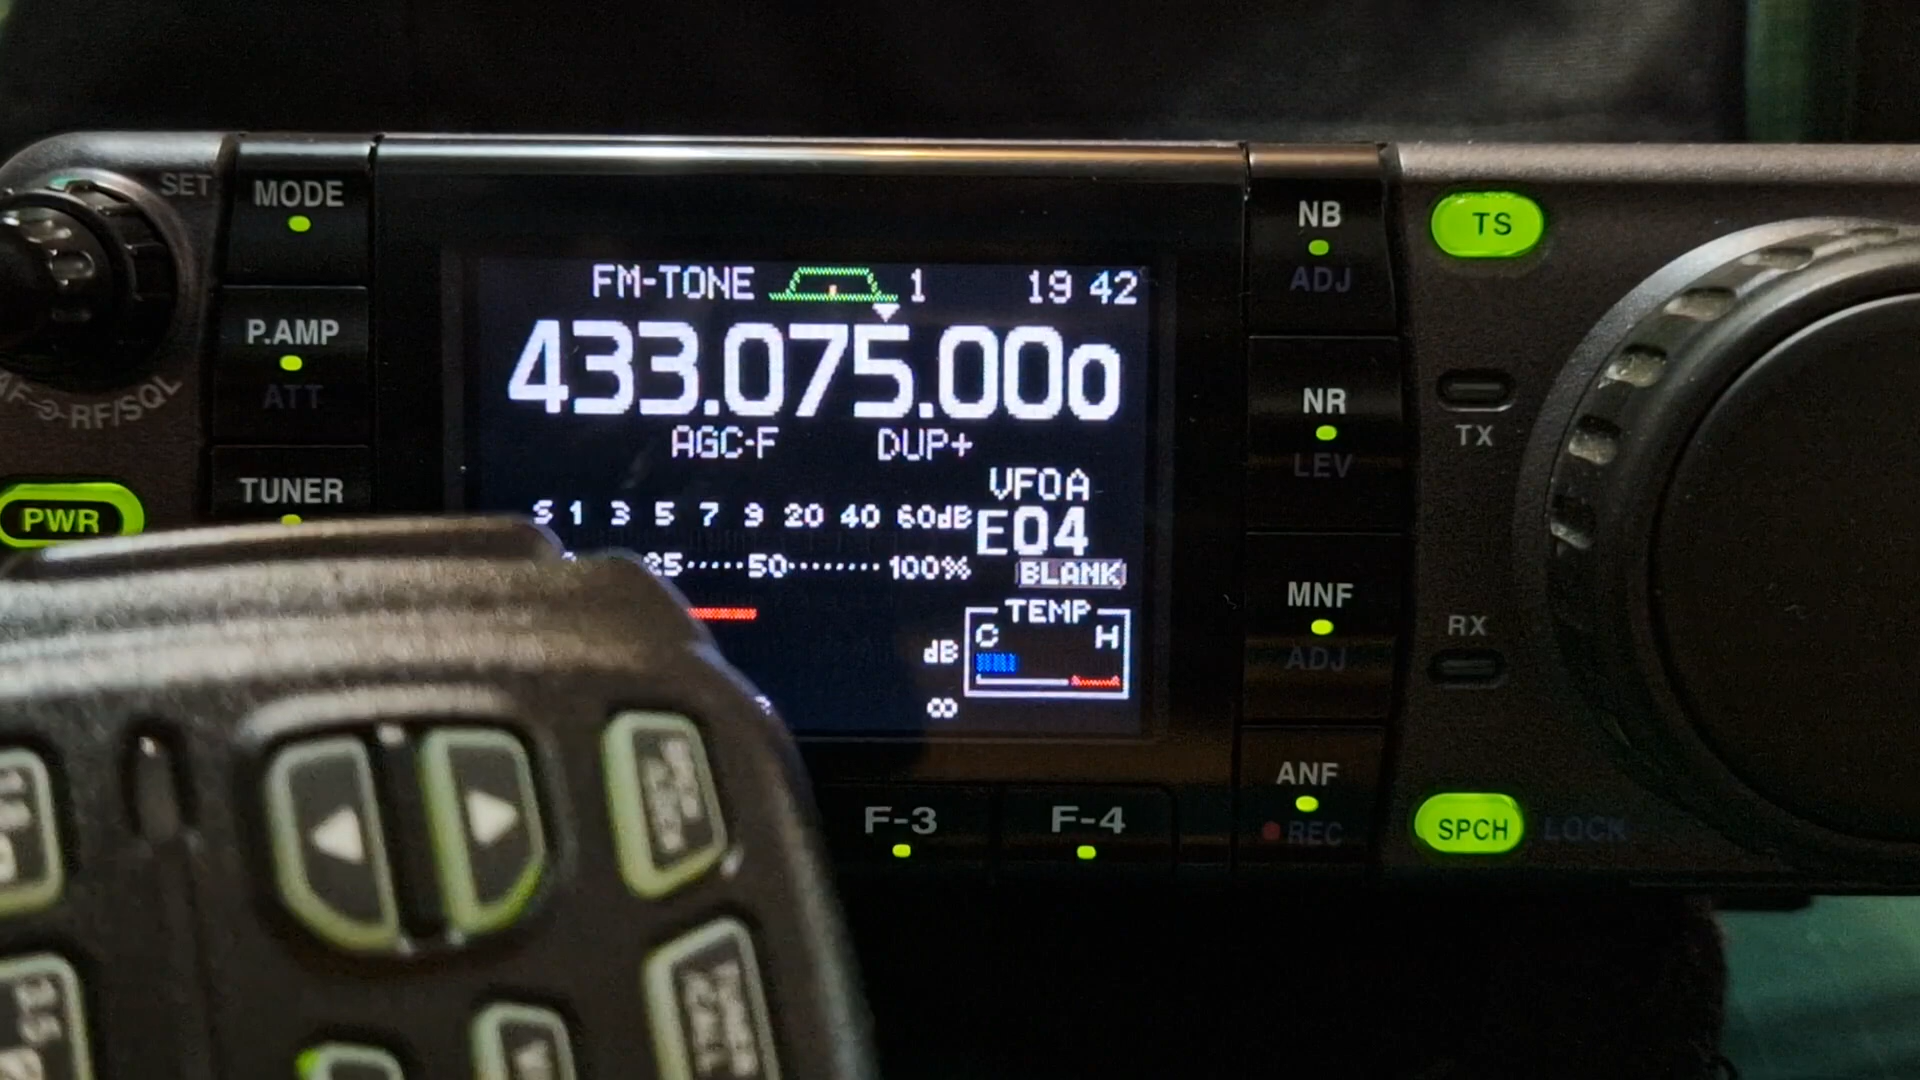 SET
MODE
P.AMP
ATT
AF
RF/SQL
TUNER
PWR
FM-TONE 1 19 42
433.075.000
AGC-F DUP+
VFOA
S 1 3 5 7 9 20 40 60dB
E04
25 50 100%
BLANK
TEMP
C H
dB
∞
F-3 F-4
NB
ADJ
NR
LEV
MNF
ADJ
ANF
REC
TS
TX
RX
SPCH LOCK